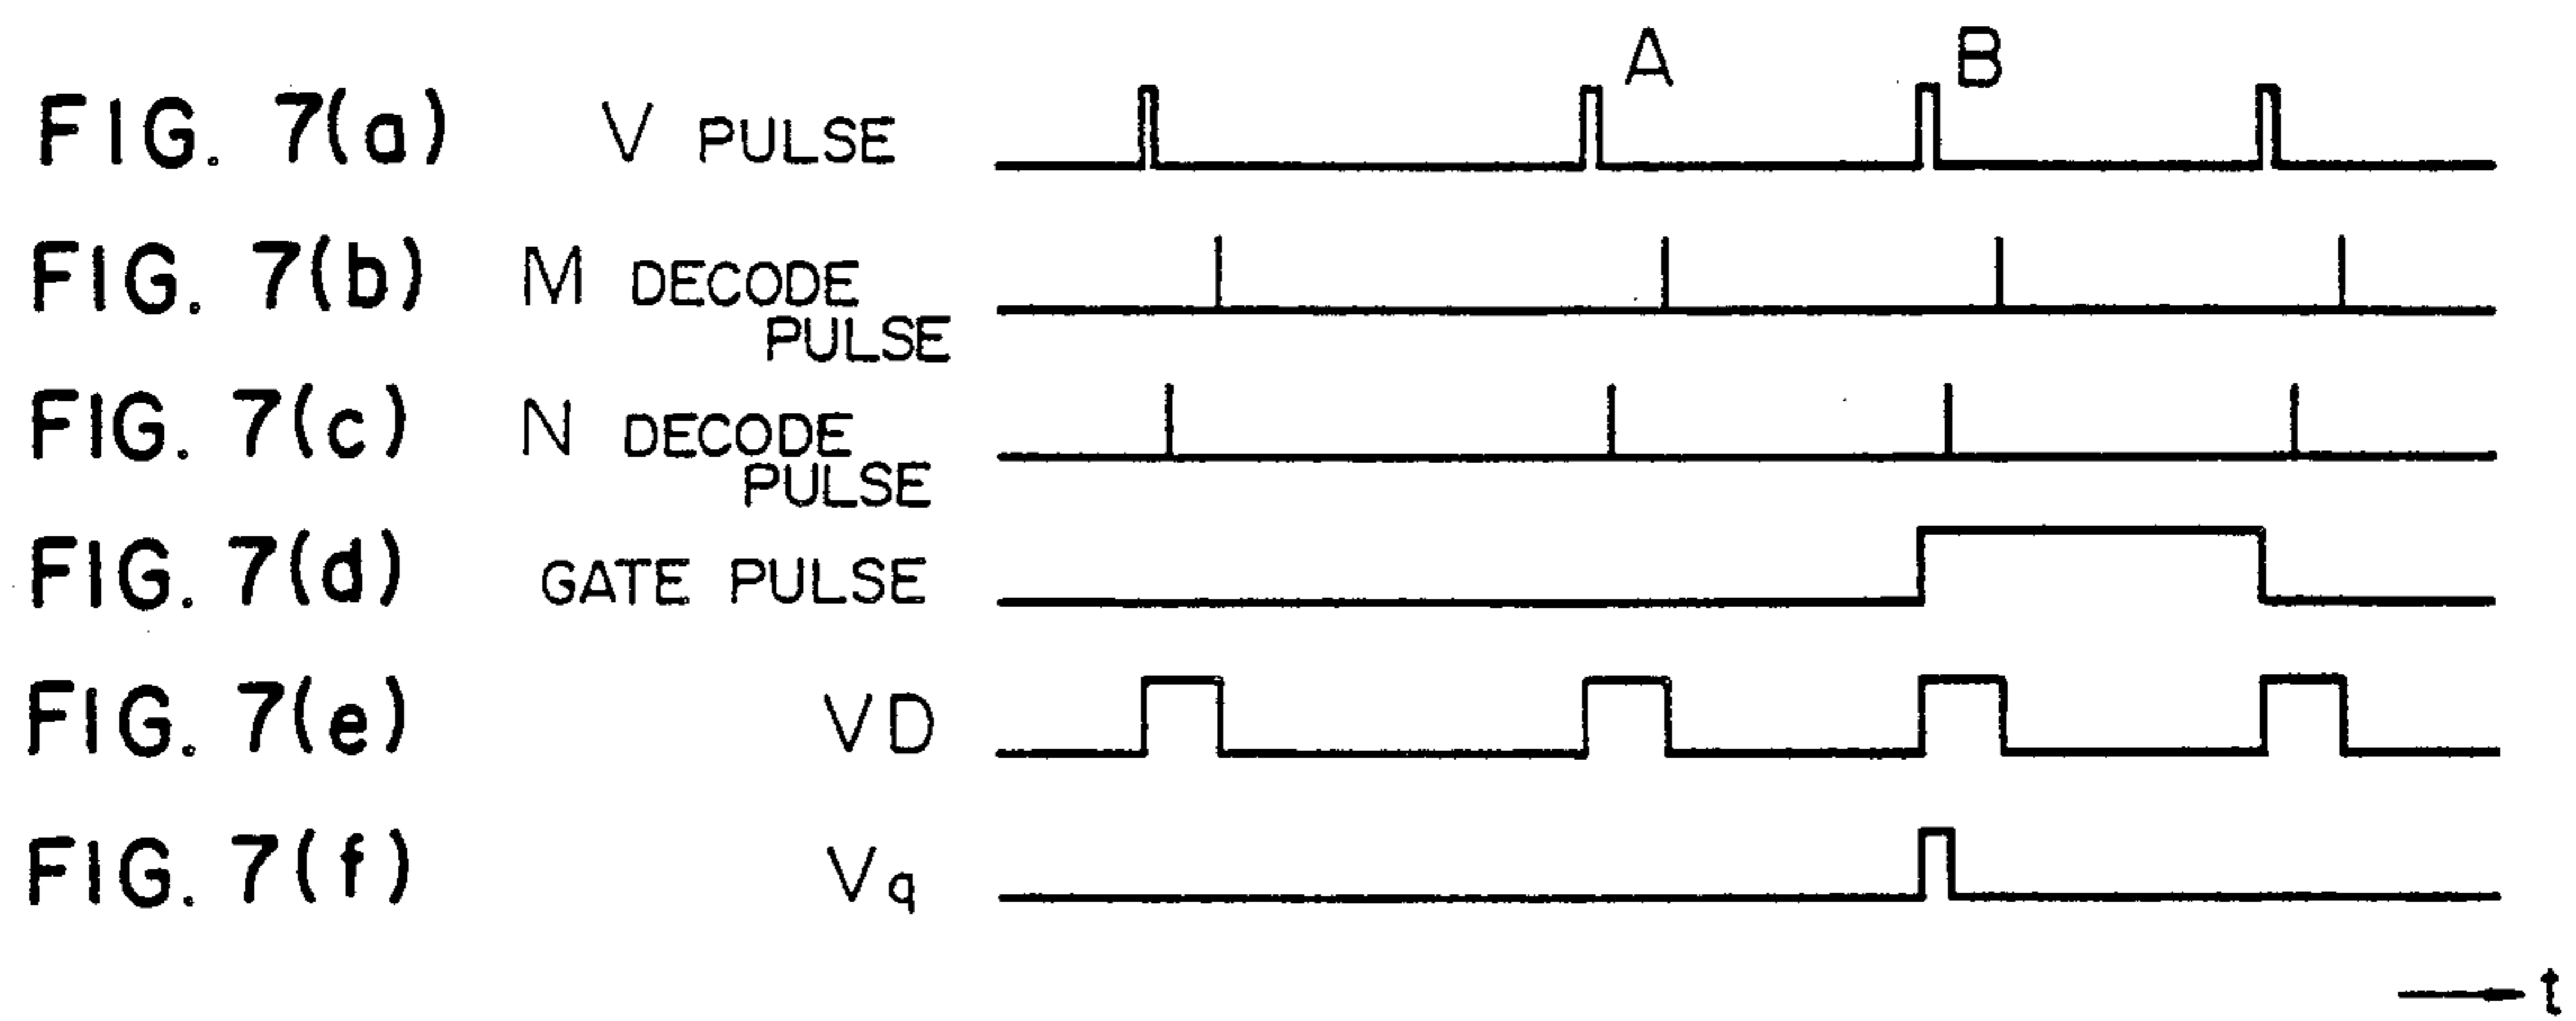 A B
FIG. 7(a) V PULSE
FIG. 7(b) M DECODE
PULSE
FIG. 7(c) N DECODE
PULSE
FIG. 7(d) GATE PULSE
FIG. 7(e) VD
FIG. 7(f) Vq
t